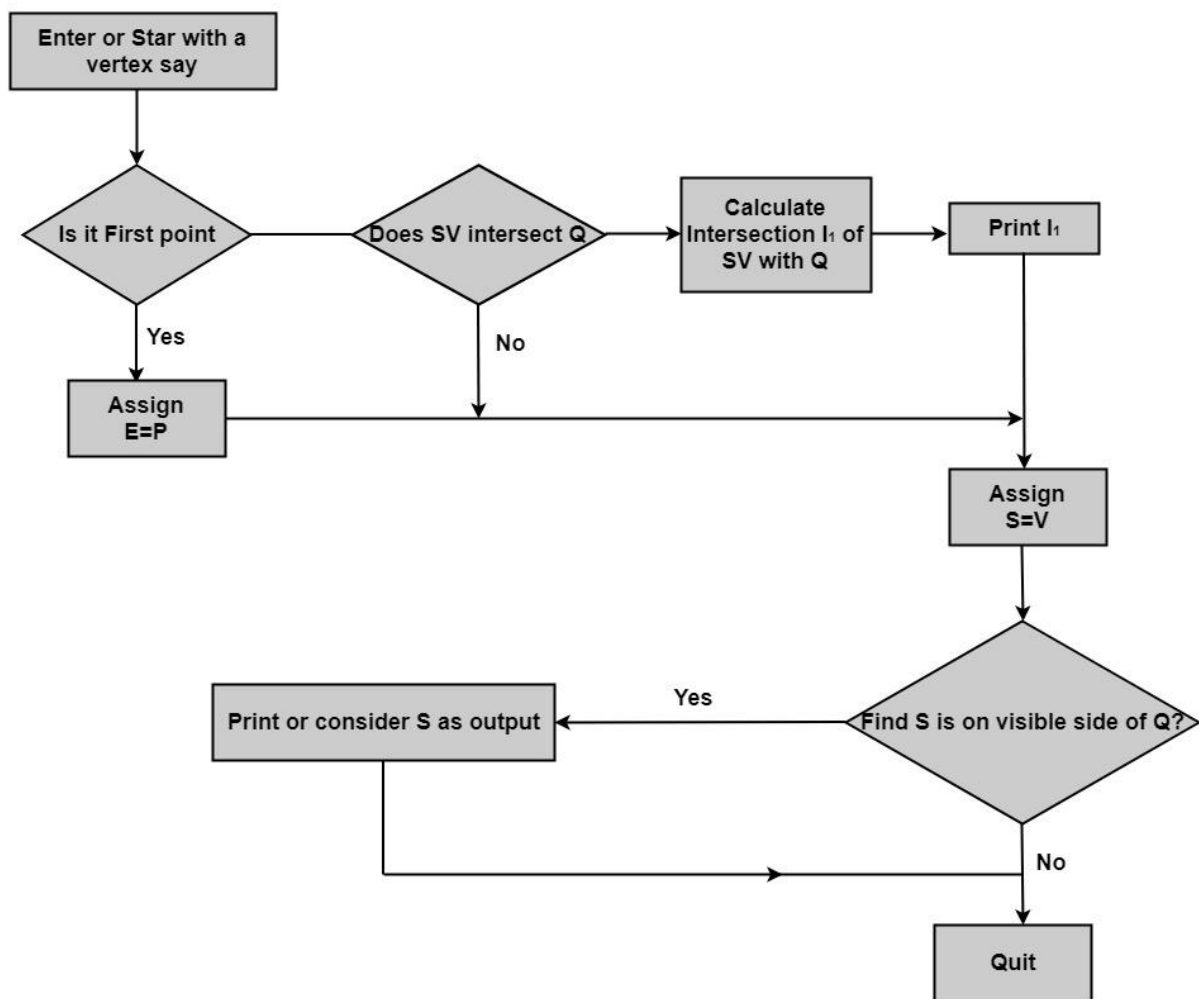 Enter or Star with a
vertex say
Is it First point
Does SV intersect Q
Calculate
Intersection I₁ of
SV with Q
Print I₁
Yes
No
Assign
E=P
Assign
S=V
Yes
Print or consider S as output
Find S is on visible side of Q?
No
Quit